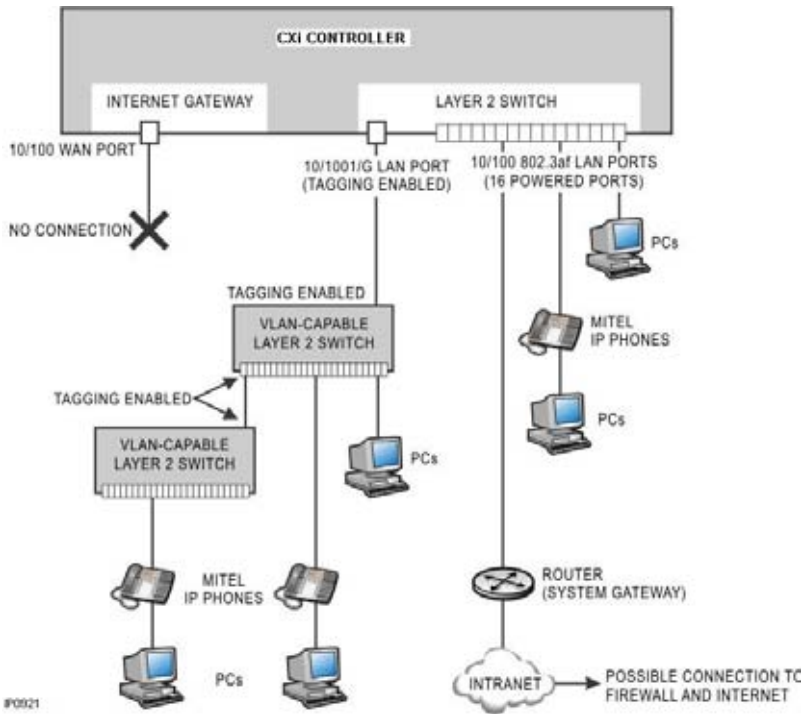 CXi CONTROLLER
INTERNET GATEWAY
LAYER 2 SWITCH
10/100 WAN PORT
10/1001/G LAN PORT
(TAGGING ENABLED)
10/100 802.3af LAN PORTS
(16 POWERED PORTS)
NO CONNECTION
PCs
TAGGING ENABLED
VLAN-CAPABLE
LAYER 2 SWITCH
MITEL
IP PHONES
TAGGING ENABLED
PCs
VLAN-CAPABLE
LAYER 2 SWITCH
PCs
MITEL
IP PHONES
ROUTER
(SYSTEM GATEWAY)
PCs
INTRANET
POSSIBLE CONNECTION TO
FIREWALL AND INTERNET
IP0921